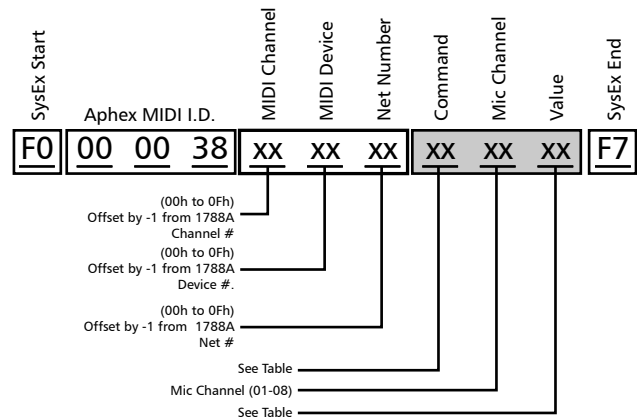 SysEx Start
Aphex MIDI I.D.
MIDI Channel
MIDI Device
Net Number
Command
Mic Channel
Value
SysEx End
F0 00 00 38 xx xx xx xx xx xx F7
(00h to 0Fh)
Offset by -1 from 1788A
Channel #
(00h to 0Fh)
Offset by -1 from 1788A
Device #.
(00h to 0Fh)
Offset by -1 from 1788A
Net #
See Table
Mic Channel (01-08)
See Table